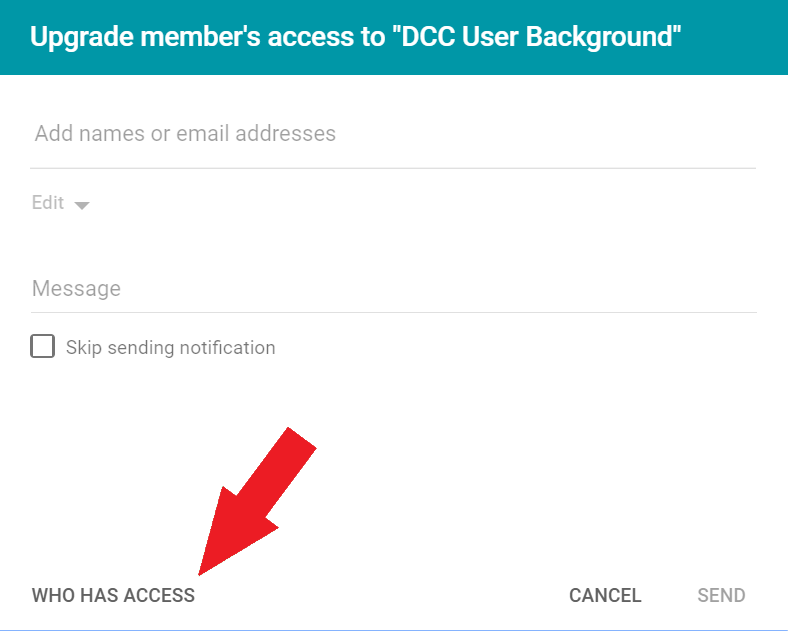 Upgrade member's access to "DCC User Background"
Add names or email addresses
Edit
Message
Skip sending notification
WHO HAS ACCESS
CANCEL
SEND